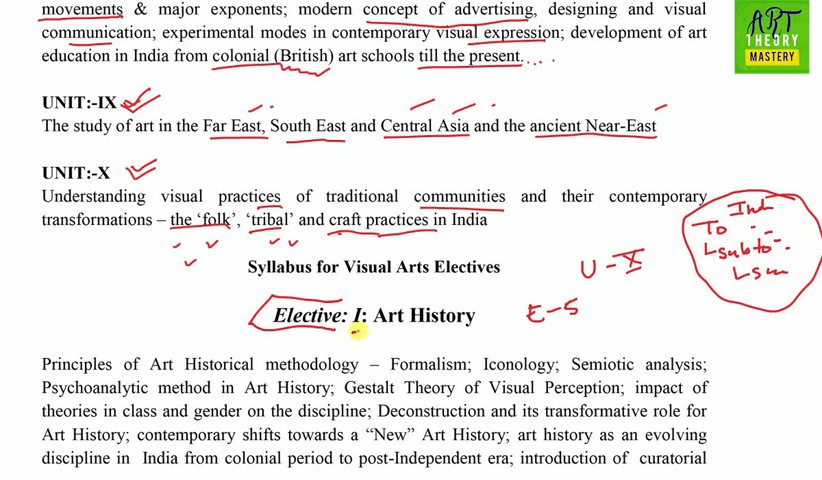 movements & major exponents; modern concept of advertising, designing and visual
communication; experimental modes in contemporary visual expression; development of art
education in India from colonial (British) art schools till the present....
ART
THEORY
MASTERY
UNIT:-IX
The study of art in the Far East, South East and Central Asia and the ancient Near-East
UNIT:-X
Understanding visual practices of traditional communities and their contemporary
transformations – the ‘folk’, ‘tribal’ and craft practices in India
To
Syllabus for Visual Arts Electives
U - X
Elective: I: Art History
E-5
Principles of Art Historical methodology – Formalism; Iconology; Semiotic analysis;
Psychoanalytic method in Art History; Gestalt Theory of Visual Perception; impact of
theories in class and gender on the discipline; Deconstruction and its transformative role for
Art History; contemporary shifts towards a “New” Art History; art history as an evolving
discipline in India from colonial period to post-Independent era; introduction of curatorial